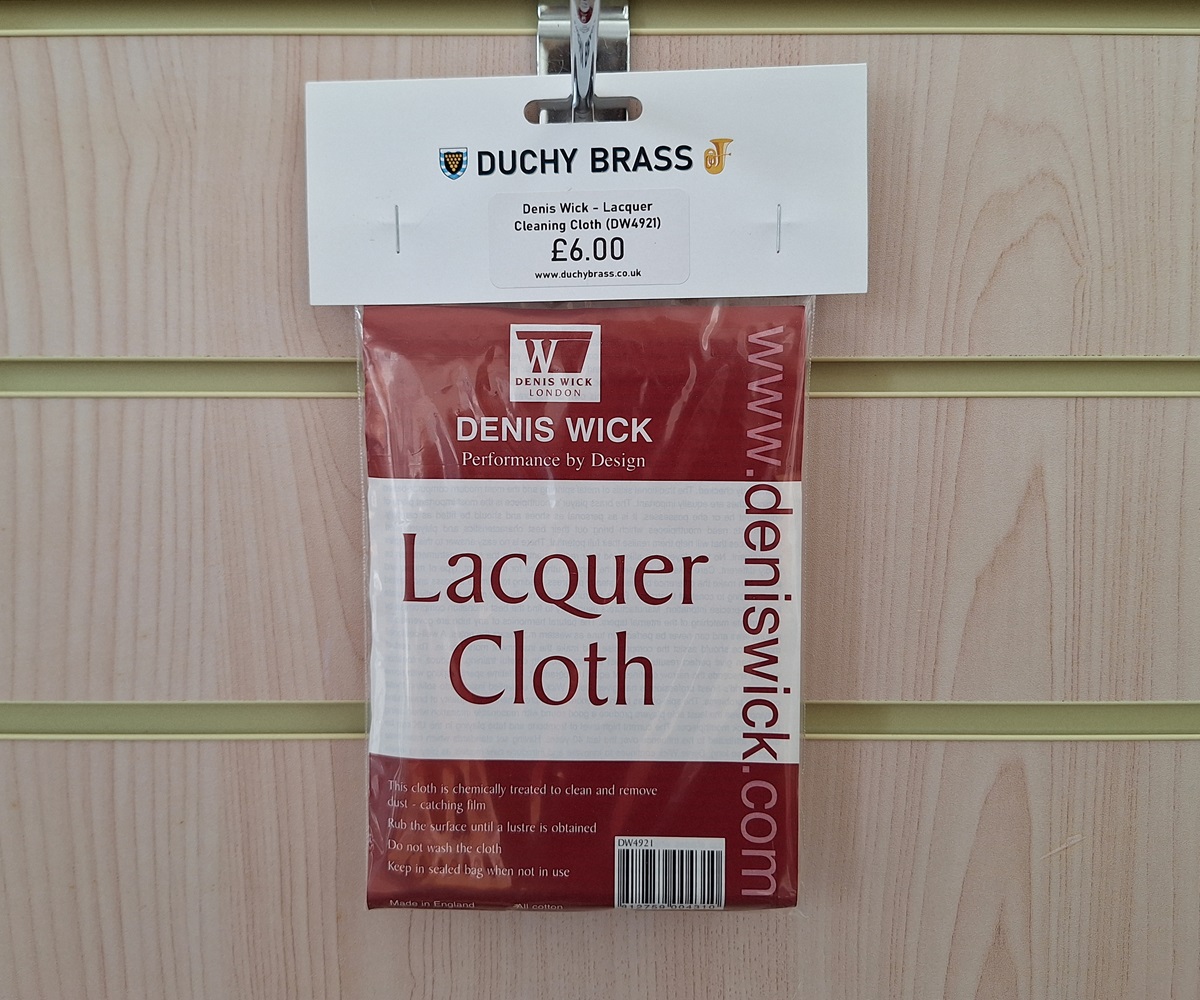 DUCHY BRASS
Denis Wick - Lacquer
Cleaning Cloth (DW4921)
£6.00
www.duchybrass.co.uk
W
DENIS WICK
LONDON
DENIS WICK
Performance by Design
Lacquer
Cloth
www.deniswick.com
This cloth is chemically treated to clean and remove
dust - catching film
Rub the surface until a lustre is obtained
Do not wash the cloth
Keep in sealed bag when not in use
Made in England All cotton
DW4921